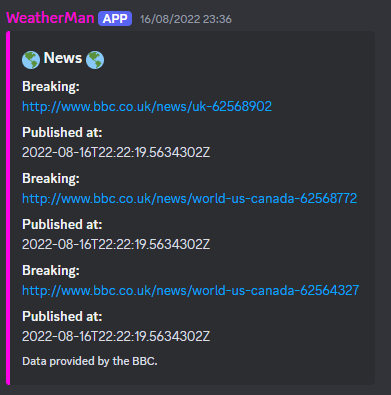 WeatherMan APP 16/08/2022 23:36
🌎 News 🌎
Breaking:
http://www.bbc.co.uk/news/uk-62568902
Published at:
2022-08-16T22:22:19.5634302Z
Breaking:
http://www.bbc.co.uk/news/world-us-canada-62568772
Published at:
2022-08-16T22:22:19.5634302Z
Breaking:
http://www.bbc.co.uk/news/world-us-canada-62564327
Published at:
2022-08-16T22:22:19.5634302Z
Data provided by the BBC.